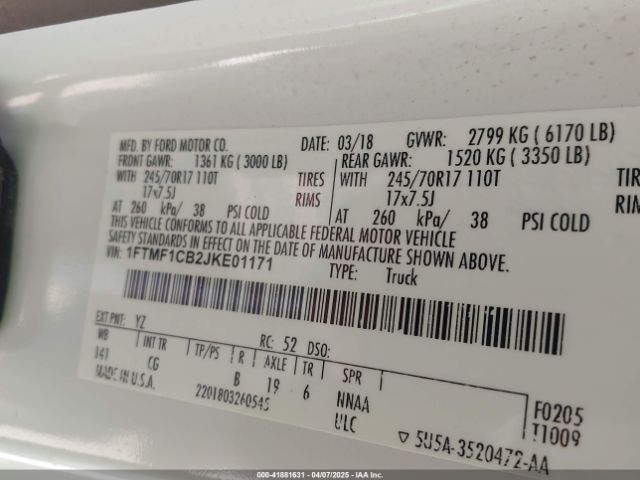 MFD. BY FORD MOTOR CO. DATE: 03/18 GVWR: 2799 KG ( 6170 LB)
FRONT GAWR: 1361 KG ( 3000 LB) REAR GAWR: 1520 KG ( 3350 LB)
WITH 245/70R17 110T TIRES WITH 245/70R17 110T TIRE
17x7.5J RIMS 17x7.5J RIM
AT 260 kPa/ 38 PSI COLD AT 260 kPa/ 38 PSI COLD
THIS VEHICLE CONFORMS TO ALL APPLICABLE FEDERAL MOTOR VEHICLE
SAFETY STANDARDS IN EFFECT ON THE DATE OF MANUFACTURE SHOWN ABOVE.
VIN: 1FTMF1CB2JKE01171 TYPE: Truck
EXT PNT: YZ RC: 52 DSO:
WB INT TR TP/PS R AXLE TR SPR
141 CG B 19 6 NNAA F0205
MADE IN U.S.A. 2201803260545 ULC T1009
▽ 5U5A-3520472-AA
000-41881631 - 04/07/2025 - IAA Inc.